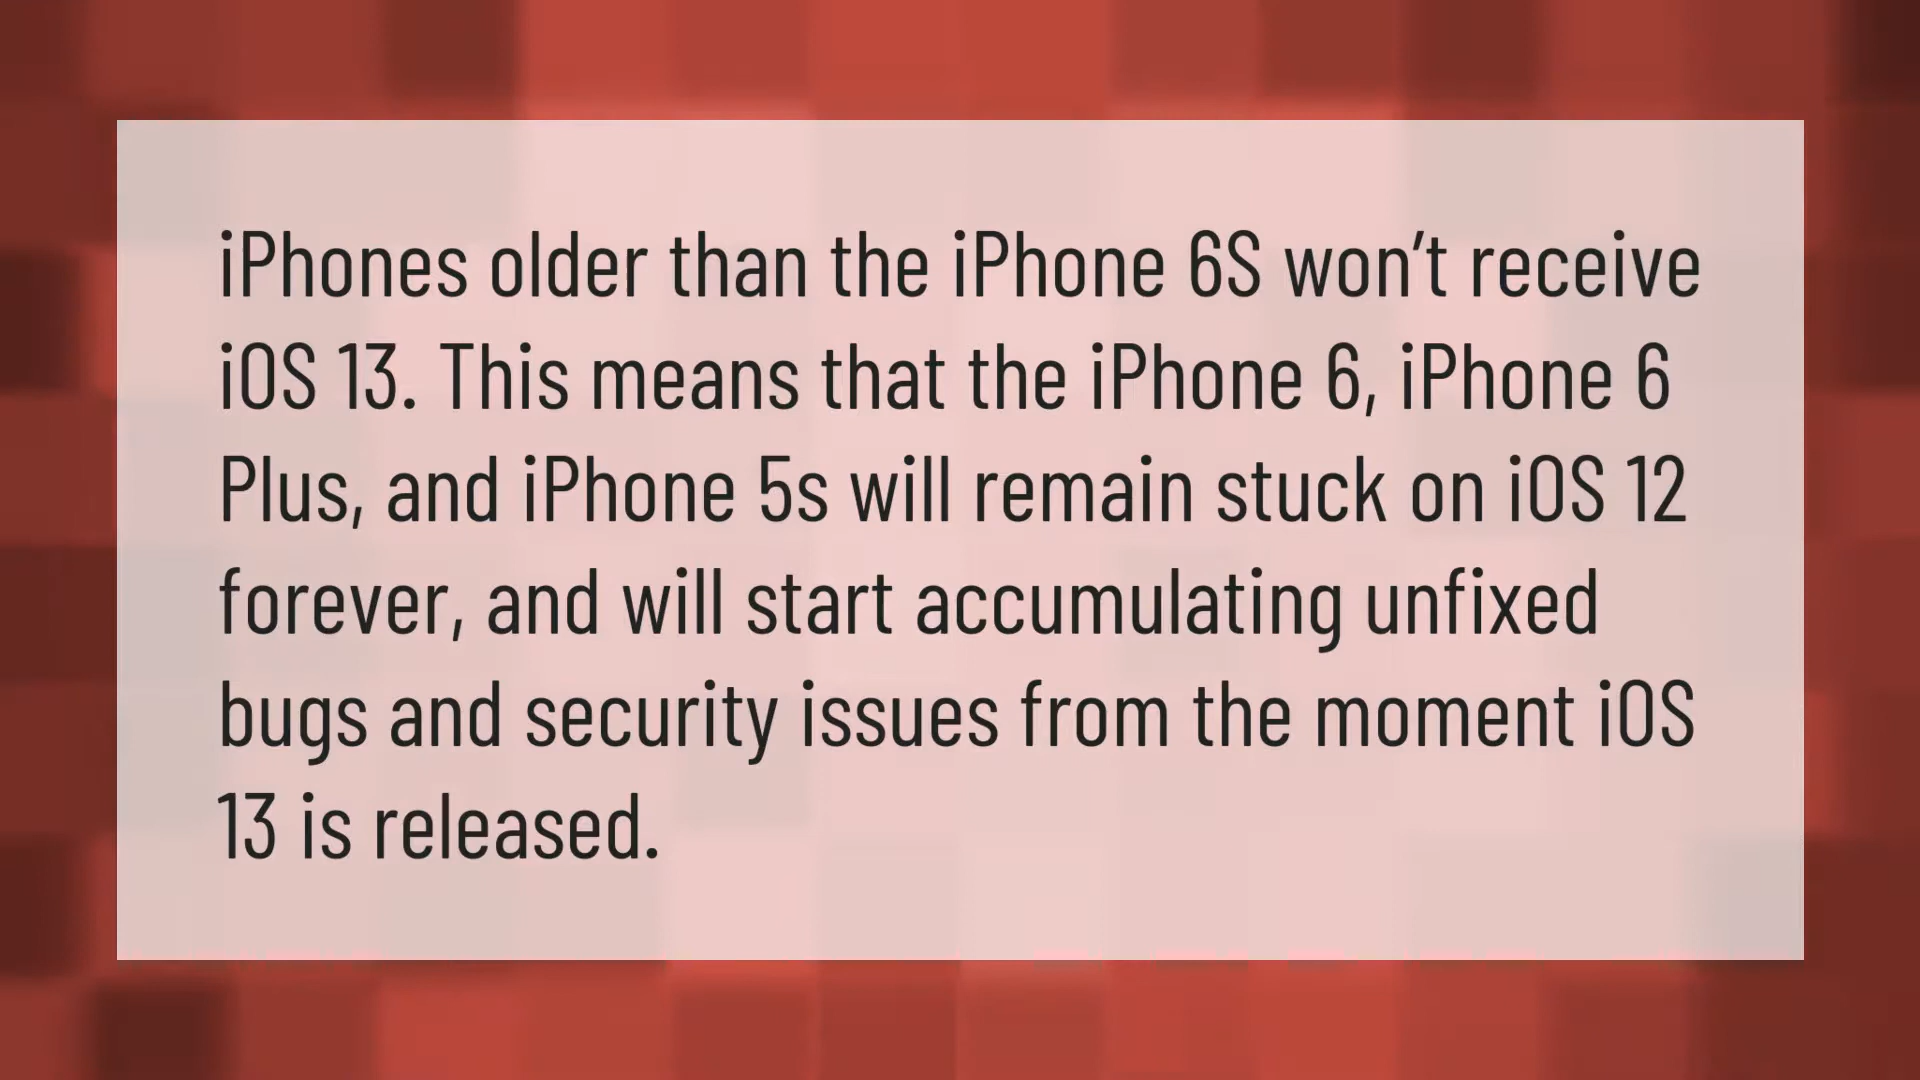 iPhones older than the iPhone 6S won’t receive
iOS 13. This means that the iPhone 6, iPhone 6
Plus, and iPhone 5s will remain stuck on iOS 12
forever, and will start accumulating unfixed
bugs and security issues from the moment iOS
13 is released.